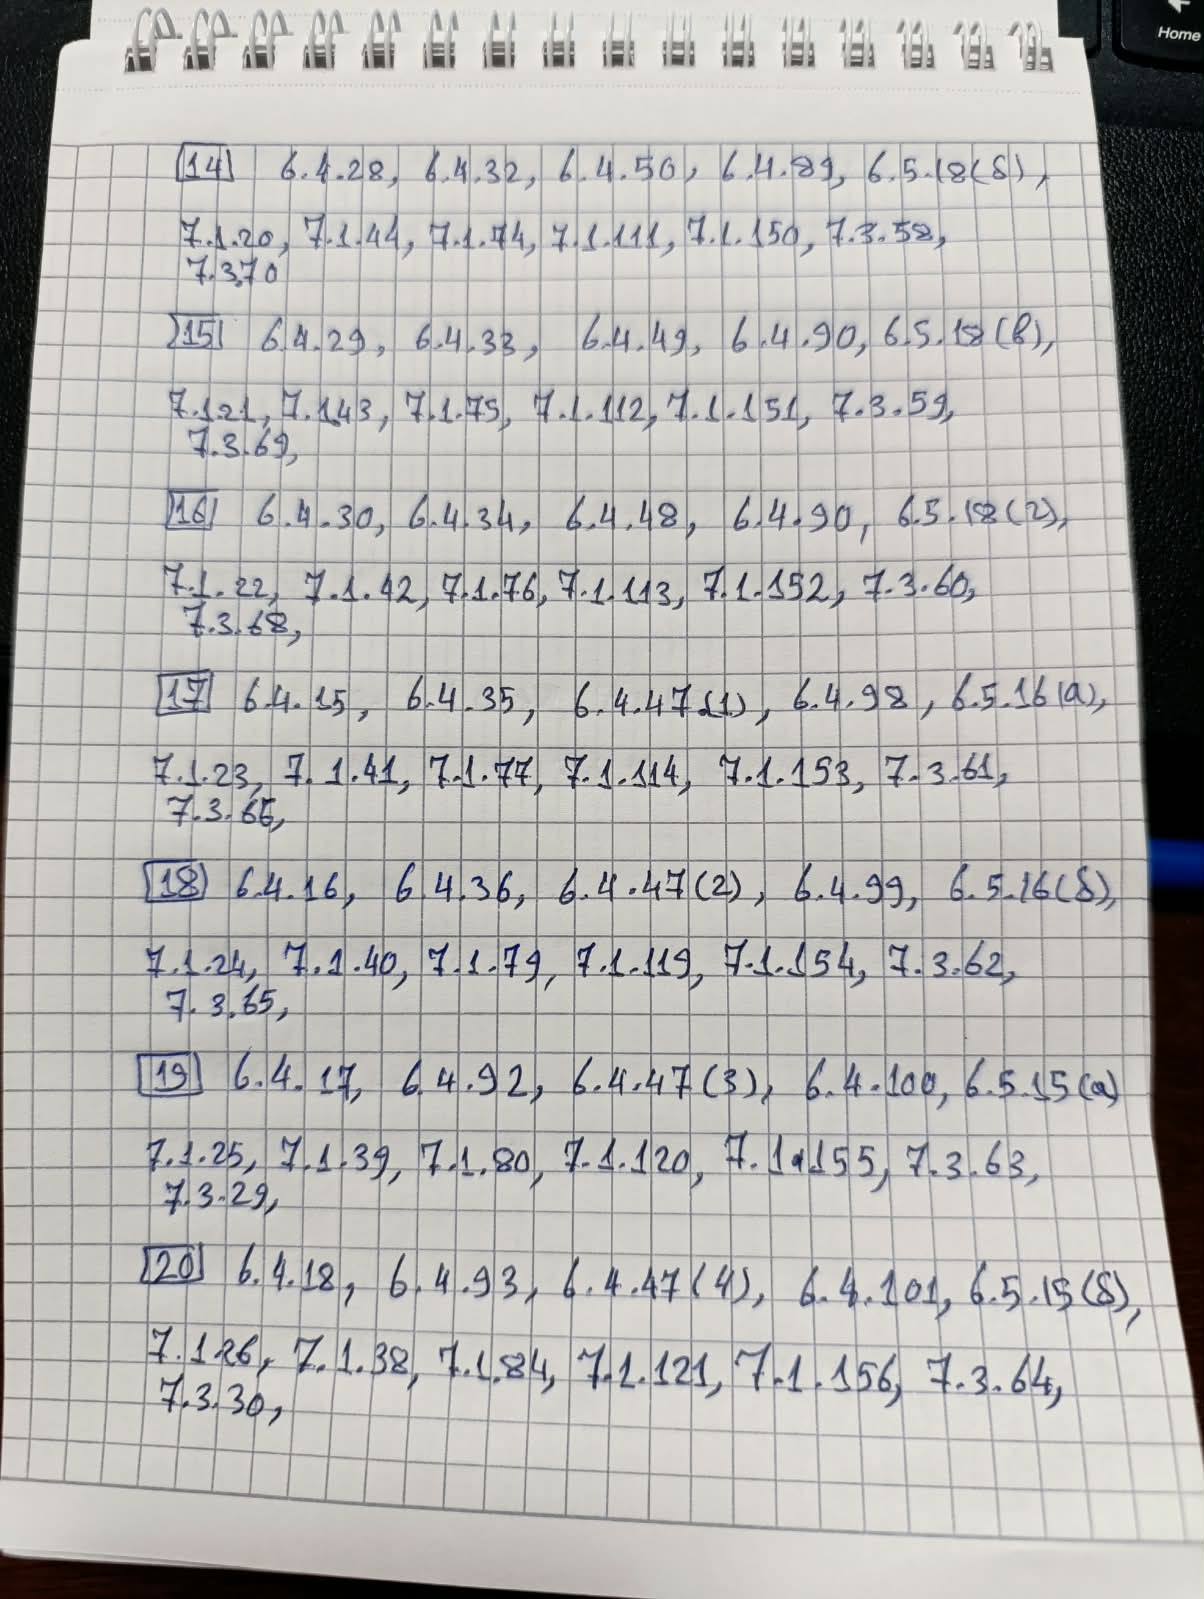 Home
14 6.4.28, 6.4.32, 6.4.50, 6.4.89, 6.5.18(б),
7.1.20, 7.1.44, 7.1.74, 7.1.111, 7.1.150, 7.3.58,
7.3.70
15 6.4.29, 6.4.33, 6.4.49, 6.4.90, 6.5.18(в),
7.1.21, 7.1.43, 7.1.75, 7.1.112, 7.1.151, 7.3.59,
7.3.69,
16 6.4.30, 6.4.34, 6.4.48, 6.4.90, 6.5.18(г),
7.1.22, 7.1.42, 7.1.76, 7.1.113, 7.1.152, 7.3.60,
7.3.68,
17 6.4.15, 6.4.35, 6.4.47(1), 6.4.98, 6.5.16(а),
7.1.23, 7.1.41, 7.1.77, 7.1.114, 7.1.153, 7.3.61,
7.3.66,
18 6.4.16, 6.4.36, 6.4.47(2), 6.4.99, 6.5.16(б),
7.1.24, 7.1.40, 7.1.79, 7.1.119, 7.1.154, 7.3.62,
7.3.65,
19 6.4.17, 6.4.92, 6.4.47(3), 6.4.100, 6.5.15(а)
7.1.25, 7.1.39, 7.1.80, 7.1.120, 7.1.155, 7.3.63,
7.3.29,
20 6.4.18, 6.4.93, 6.4.47(4), 6.4.101, 6.5.15(б),
7.1.26, 7.1.38, 7.1.84, 7.1.121, 7.1.156, 7.3.64,
7.3.30,